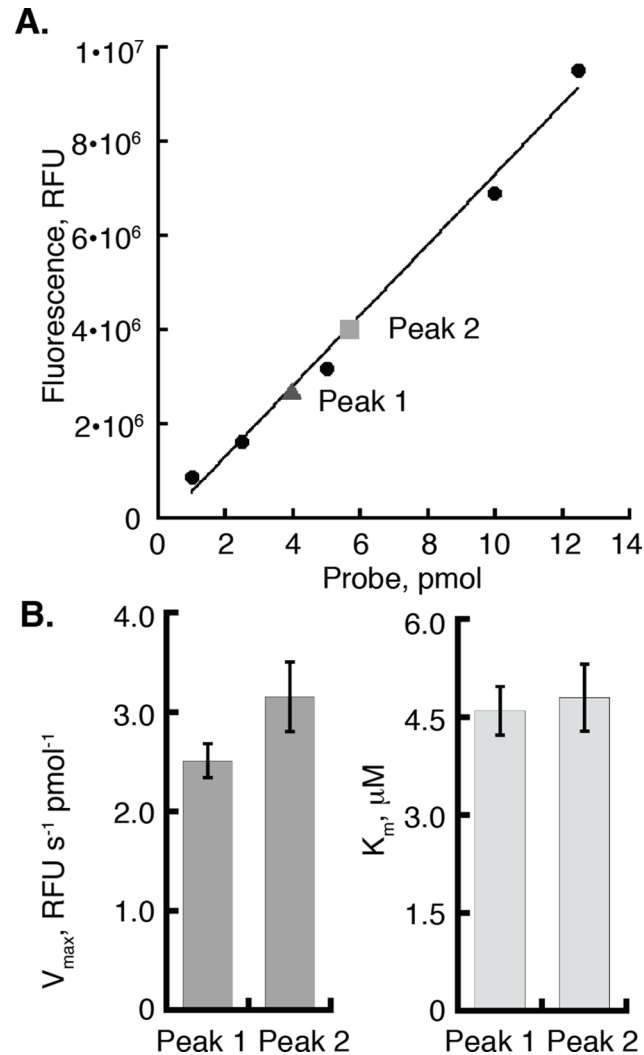 A.
Fluorescence, RFU
1•10⁷
8•10⁶
6•10⁶
4•10⁶
2•10⁶
0
Peak 2
Peak 1
0 2 4 6 8 10 12 14
Probe, pmol
B.
Vmax, RFU s⁻¹ pmol⁻¹
4.0
3.0
2.0
1.0
0
Peak 1 Peak 2
Km, µM
6.0
4.5
3.0
1.5
0
Peak 1 Peak 2